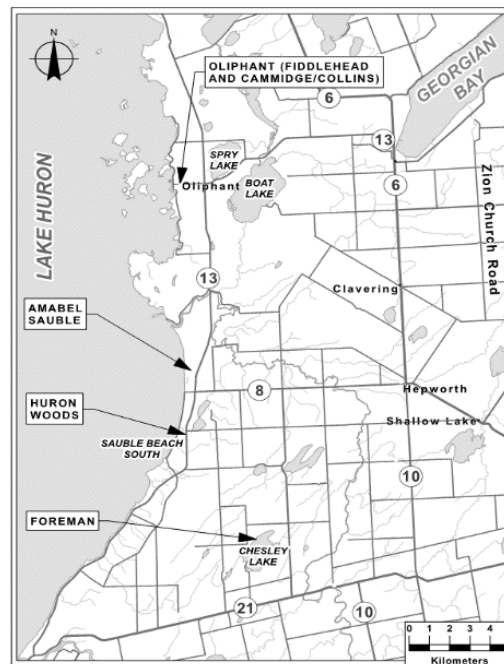 N
OLIPHANT (FIDDLEHEAD
AND CAMMIDGE/COLLINS)
6
GEORGIAN
BAY
13
SPRY
LAKE
Oliphant
BOAT
LAKE
6
LAKE HURON
Zion Church Road
13
Clavering
AMABEL
SAUBLE
8
Hepworth
HURON
WOODS
Shallow Lake
SAUBLE BEACH
SOUTH
10
FOREMAN
CHESLEY
LAKE
21
10
0 1 2 3 4
Kilometers